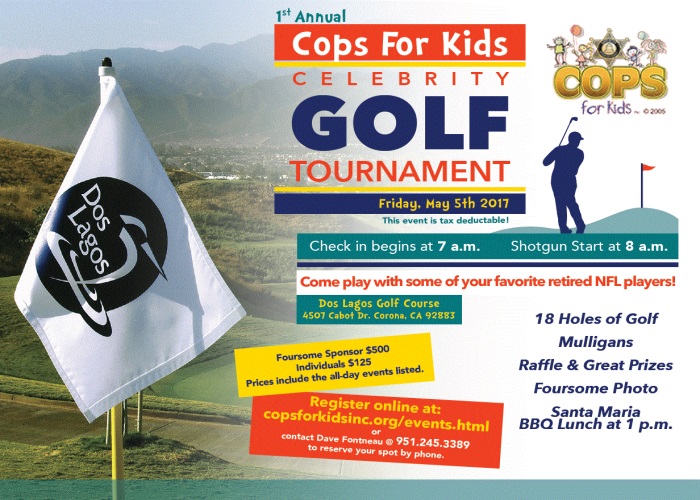 1st Annual
Cops For Kids
CELEBRITY
GOLF
TOURNAMENT
Friday, May 5th 2017
This event is tax deductable!
COPS
for Kids inc. © 2005
Check in begins at 7 a.m. Shotgun Start at 8 a.m.
Come play with some of your favorite retired NFL players!
Dos Lagos Golf Course
4507 Cabot Dr. Corona, CA 92883
Dos
Lagos
Foursome Sponsor $500
Individuals $125
Prices include the all-day events listed.
Register online at:
copsforkidsinc.org/events.html
or
contact Dave Fontneau @ 951.245.3389
to reserve your spot by phone.
18 Holes of Golf
Mulligans
Raffle & Great Prizes
Foursome Photo
Santa Maria
BBQ Lunch at 1 p.m.